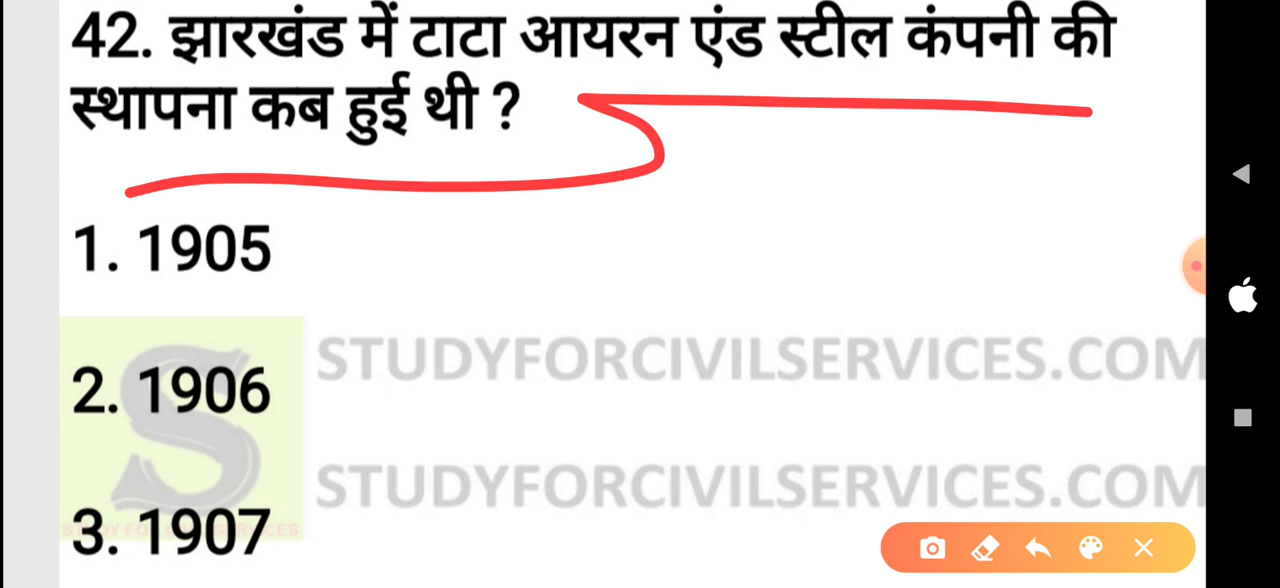 42. झारखंड में टाटा आयरन एंड स्टील कंपनी की
स्थापना कब हुई थी ?
1. 1905
STUDYFORCIVILSERVICES.COM
2. 1906
STUDYFORCIVILSERVICES.COM
3. 1907